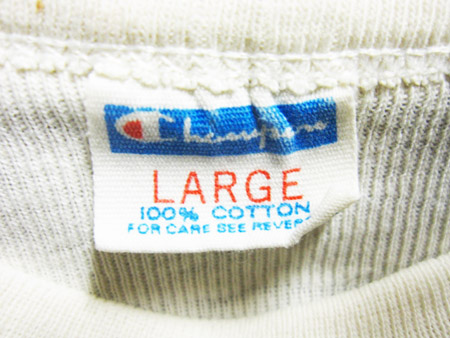 Champion
LARGE
100% COTTON
FOR CARE SEE REVER